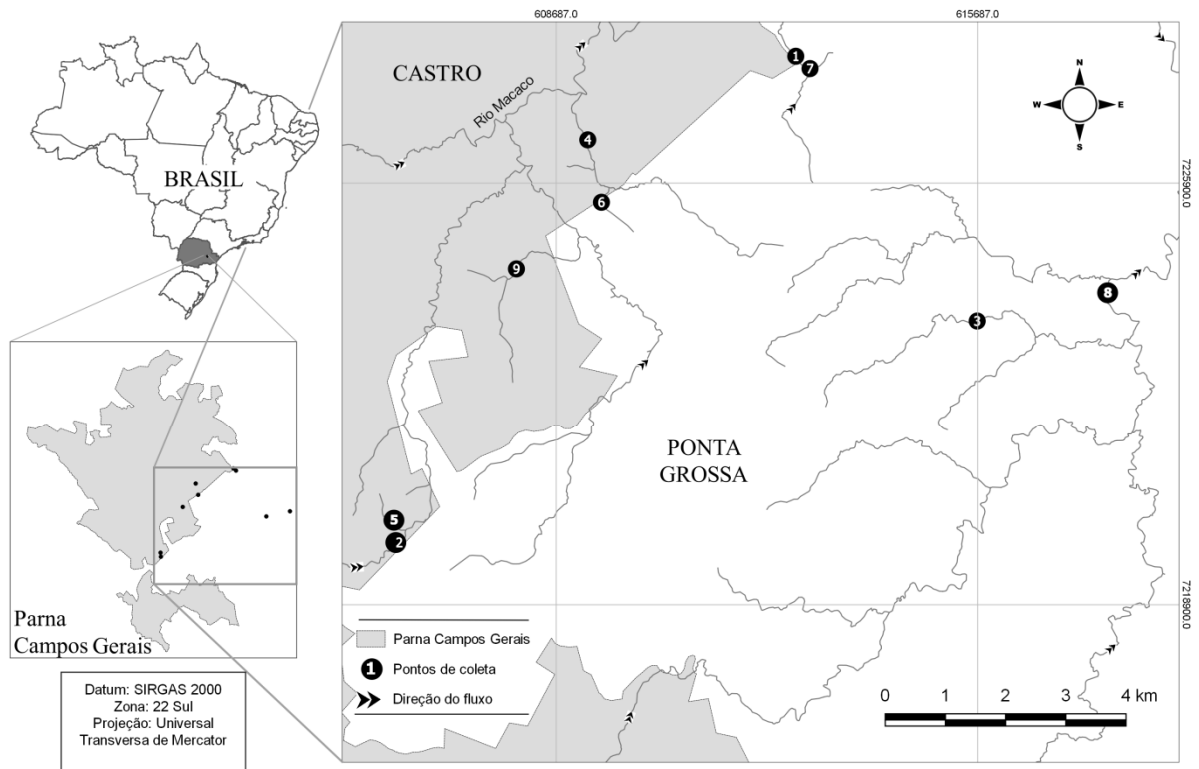 608687.0
615687.0
CASTRO
Rio Macaco
1
7
N
W E
S
4
BRASIL
7225900.0
6
9
8
3
PONTA
GROSSA
5
2
7218900.0
Parna
Campos Gerais
Parna Campos Gerais
1 Pontos de coleta
Direção do fluxo
0 1 2 3 4 km
Datum: SIRGAS 2000
Zona: 22 Sul
Projeção: Universal
Transversa de Mercator